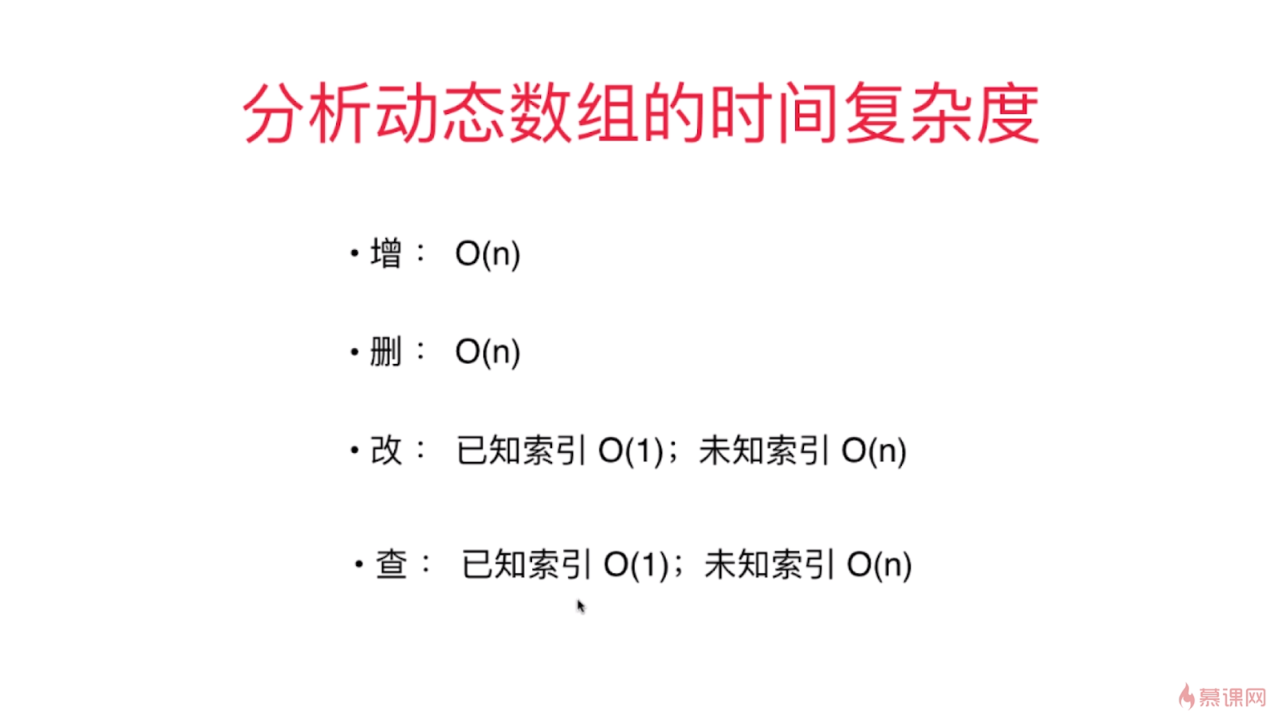 分析动态数组的时间复杂度
• 增： O(n)
• 删： O(n)
• 改： 已知索引 O(1)；未知索引 O(n)
• 查： 已知索引 O(1)；未知索引 O(n)
慕课网